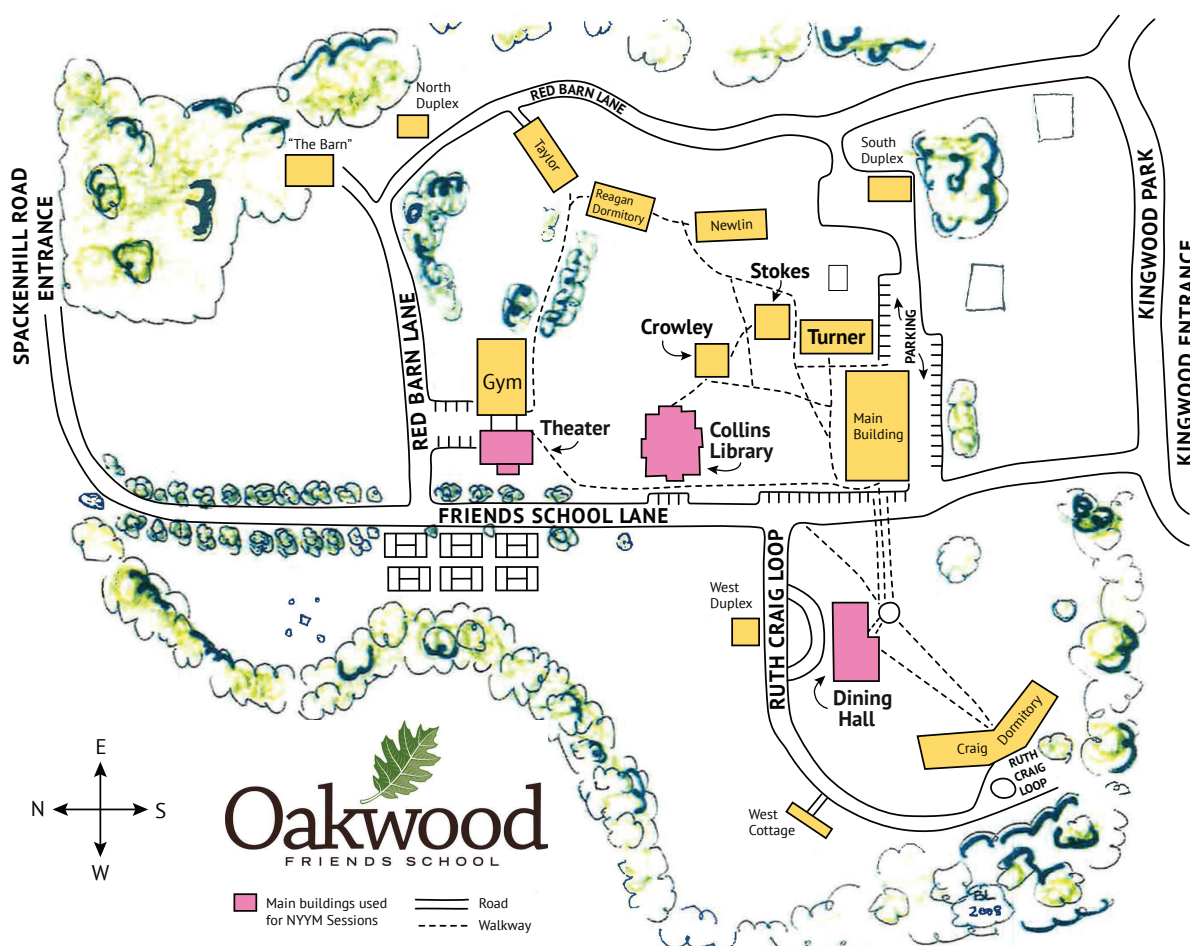 North
Duplex
RED BARN LANE
"The Barn"
Taylor
South
Duplex
Reagan
Dormitory
Newlin
SPACKENHILL ROAD
ENTRANCE
KINGWOOD PARK
KINGWOOD ENTRANCE
Stokes
Crowley
Turner
PARKING
RED BARN LANE
Gym
Theater
Collins
Library
Main
Building
FRIENDS SCHOOL LANE
RUTH CRAIG LOOP
West
Duplex
Dining
Hall
Craig
Dormitory
RUTH
CRAIG
LOOP
West
Cottage
E
N
S
W
Oakwood
FRIENDS SCHOOL
Main buildings used
for NYYM Sessions
Road
Walkway
BL
2008